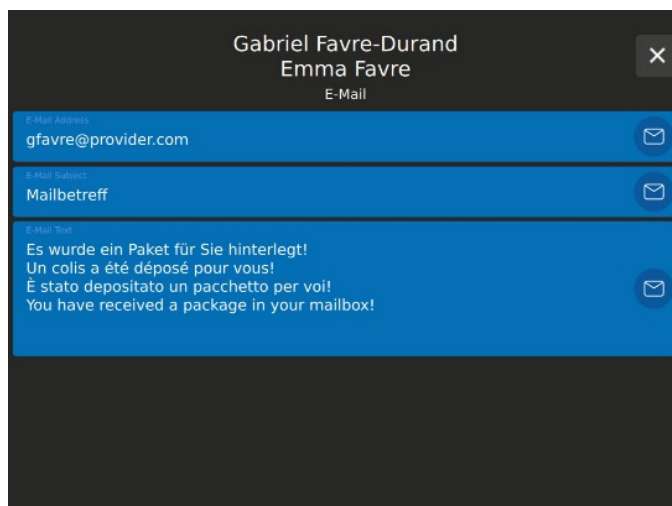 Gabriel Favre-Durand
Emma Favre
E-Mail
E-Mail Address
gfavre@provider.com
E-Mail Subject
Mailbetreff
E-Mail Text
Es wurde ein Paket für Sie hinterlegt!
Un colis a été déposé pour vous!
È stato depositato un pacchetto per voi!
You have received a package in your mailbox!